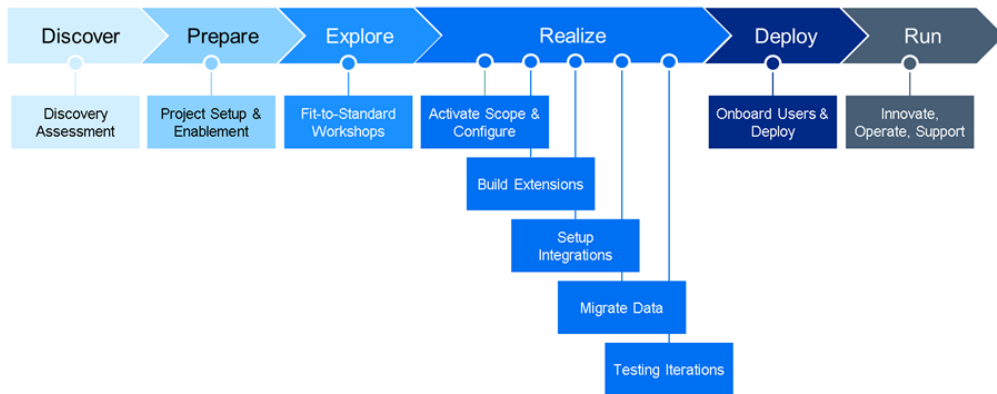 Discover
Prepare
Explore
Realize
Deploy
Run
Discovery
Assessment
Project Setup &
Enablement
Fit-to-Standard
Workshops
Activate Scope &
Configure
Onboard Users &
Deploy
Innovate,
Operate, Support
Build Extensions
Setup
Integrations
Migrate Data
Testing Iterations